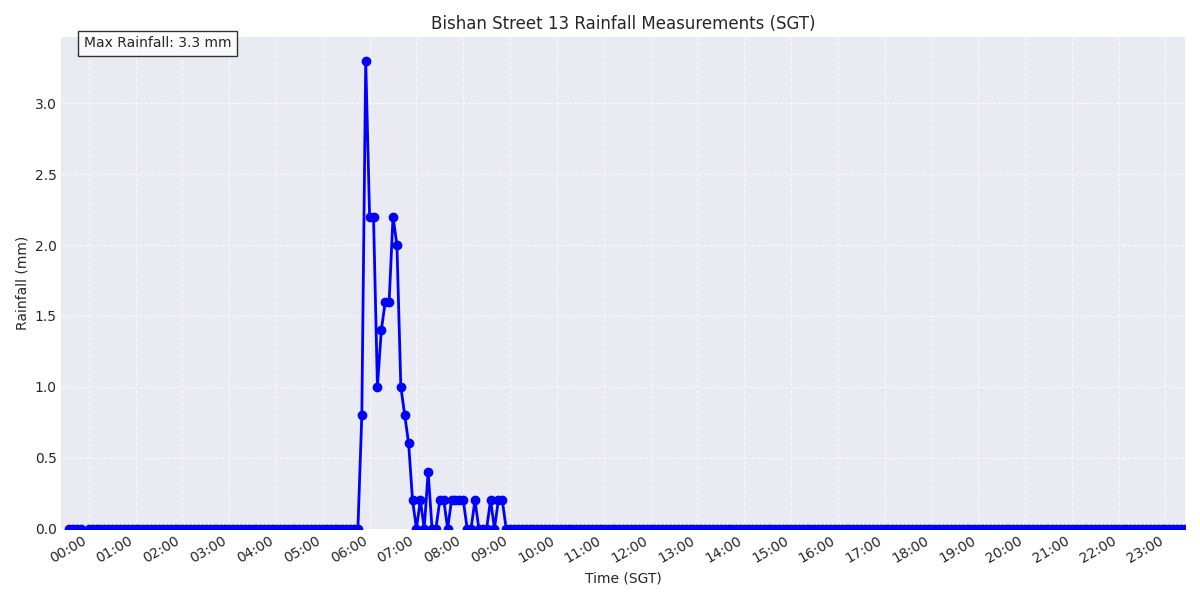 Bishan Street 13 Rainfall Measurements (SGT)
Max Rainfall: 3.3 mm
Rainfall (mm)
3.0
2.5
2.0
1.5
1.0
0.5
0.0
00:00 01:00 02:00 03:00 04:00 05:00 06:00 07:00 08:00 09:00 10:00 11:00 12:00 13:00 14:00 15:00 16:00 17:00 18:00 19:00 20:00 21:00 22:00 23:00
Time (SGT)